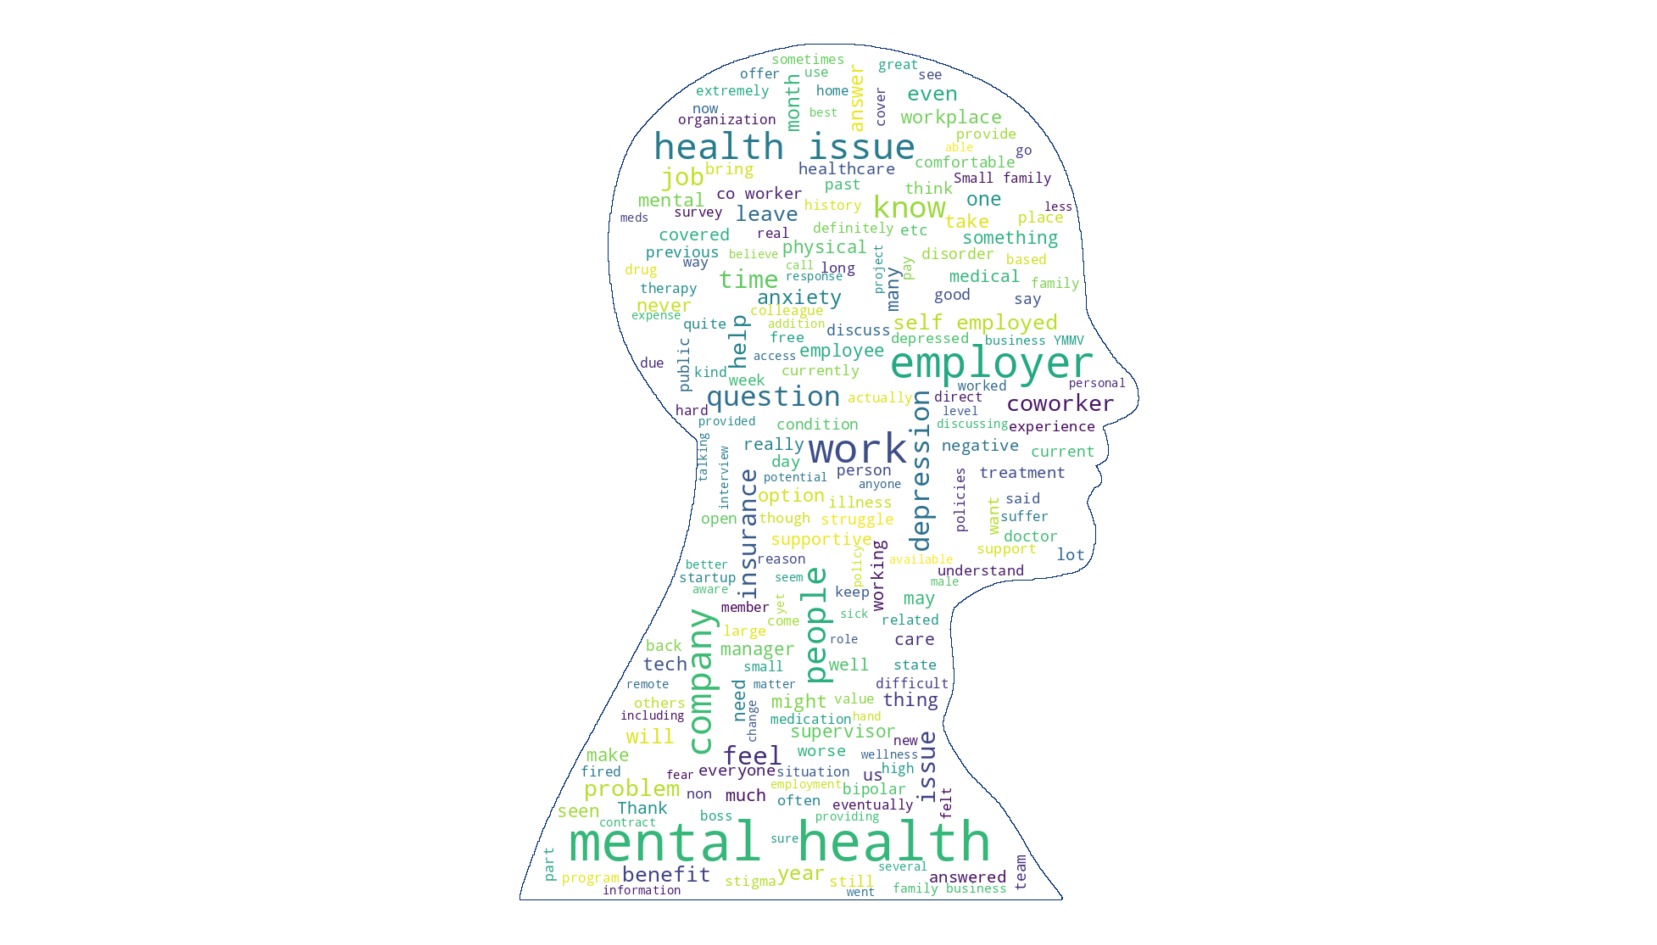 sometimes
great
offer
use
see
extremely
home
even
month
answer
cover
now
best
organization
workplace
provide
health issue
able
go
comfortable
job
bring
healthcare
Small family
past
think
mental
co worker
one
history
know
less
meds
survey
leave
take
place
covered
real
definitely
etc
something
previous
believe
physical
disorder
based
way
call
long
project
pay
drug
time
response
many
medical
family
therapy
anxiety
good
say
never
colleague
expense
quite
help
addition
discuss
self employed
free
depressed
business YMMV
public
access
employee
employer
due
kind
week
currently
worked
personal
question
actually
direct
coworker
hard
level
provided
condition
depression
discussing
experience
talking
really
work
negative
current
interview
day
person
treatment
potential
anyone
insurance
option
illness
policies
want
said
open
though
struggle
suffer
supportive
doctor
reason
policy
working
available
support
lot
better
startup
seem
understand
aware
people
keep
male
member
yet
sick
may
company
come
related
large
role
care
back
manager
tech
small
well
state
remote
need
matter
difficult
others
might
value
thing
including
change
medication
hand
will
supervisor
new
issue
make
feel
worse
wellness
fired
fear
everyone
situation
us
high
problem
employment
bipolar
non
much
often
eventually
felt
seen
Thank
boss
providing
contract
mental health
sure
part
several
team
program
benefit
stigma
year
still
answered
information
went
family business